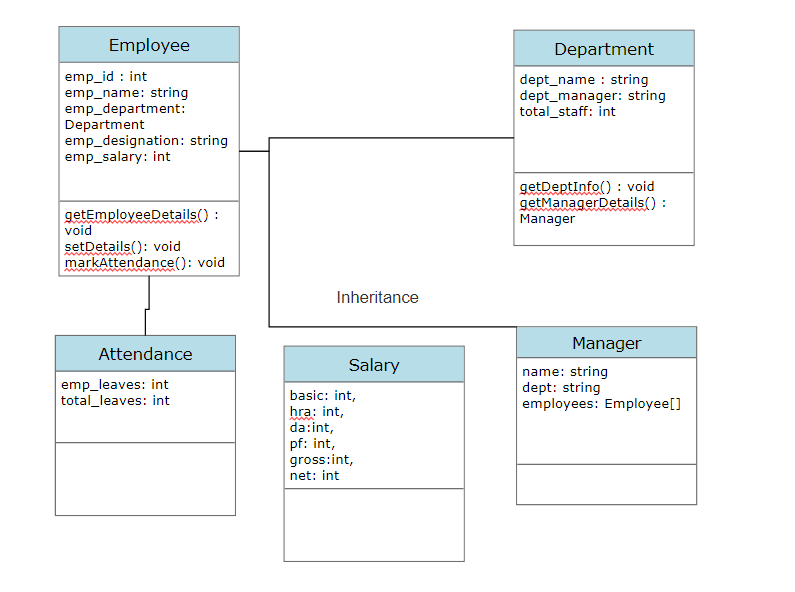 Employee
emp_id : int
emp_name: string
emp_department:
Department
emp_designation: string
emp_salary: int
getEmployeeDetails() :
void
setDetails(): void
markAttendance(): void
Department
dept_name : string
dept_manager: string
total_staff: int
getDeptInfo() : void
getManagerDetails() :
Manager
Inheritance
Attendance
emp_leaves: int
total_leaves: int
Salary
basic: int,
hra: int,
da:int,
pf: int,
gross:int,
net: int
Manager
name: string
dept: string
employees: Employee[]